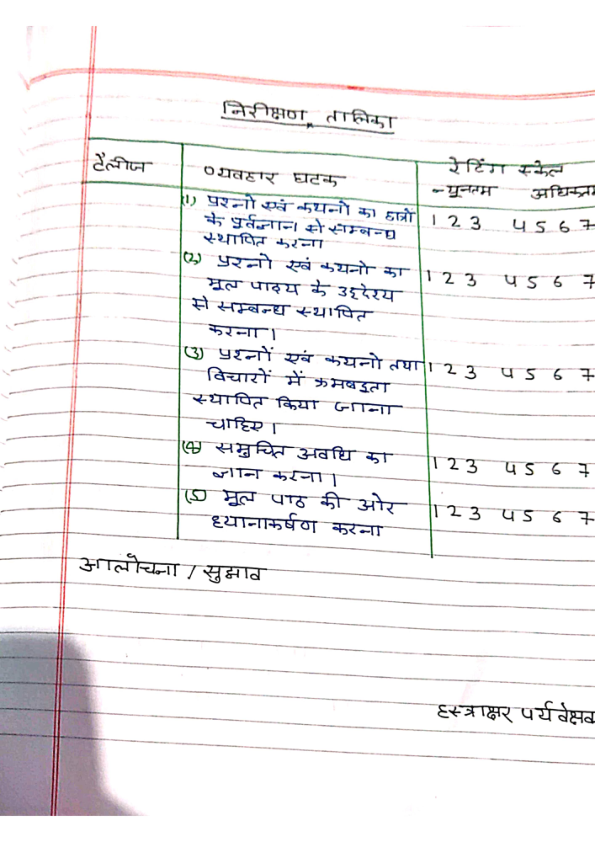 निरीक्षण तालिका
टैलीज व्यवहार घटक रेटिंग स्केल
न्यूनतम अधिकतम
(1) प्रश्नो एवं कथनो का छात्रों 1 2 3 4 5 6 7
के पुर्वज्ञान से सम्बन्ध
स्थापित करना
(2) प्रश्नो एवं कथनो का 1 2 3 4 5 6 7
मूल पाठ्य के उद्देश्य
से सम्बन्ध स्थापित
करना।
(3) प्रश्नों एवं कथनो तथा 1 2 3 4 5 6 7
विचारों में क्रमबद्धता
स्थापित किया जाना
चाहिए।
(4) समुचित अवधि का 1 2 3 4 5 6 7
ज्ञान करना।
(5) मूल पाठ की ओर 1 2 3 4 5 6 7
ध्यानाकर्षण करना
आलोचना / सुझाव
हस्त्राक्षर पर्यवेक्षक